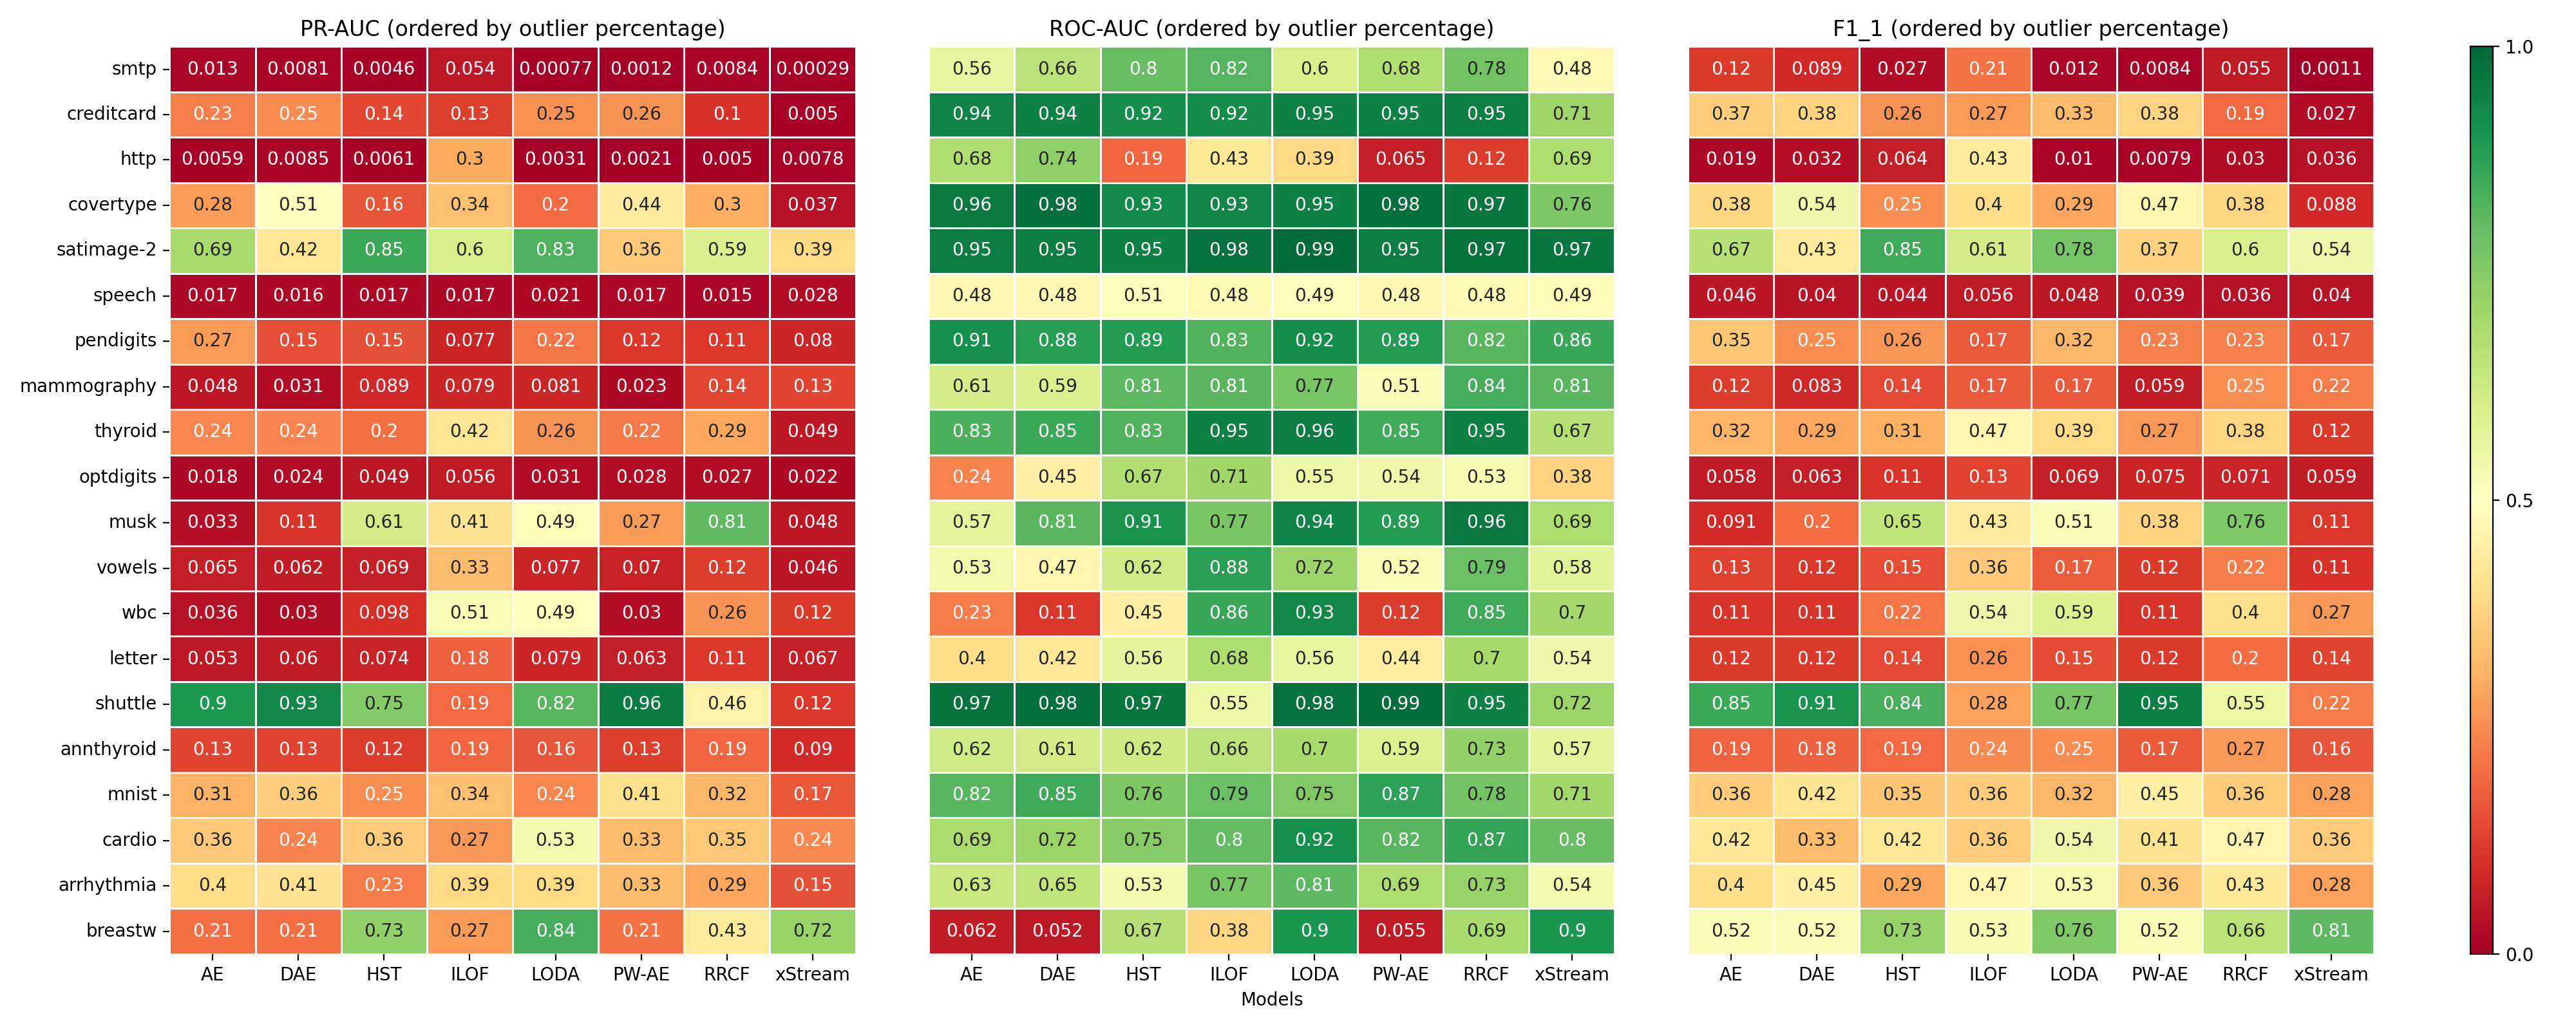 PR-AUC (ordered by outlier percentage) ROC-AUC (ordered by outlier percentage) F1_1 (ordered by outlier percentage)
smtp 0.013 0.0081 0.0046 0.054 0.00077 0.0012 0.0084 0.00029 0.56 0.66 0.8 0.82 0.6 0.68 0.78 0.48 0.12 0.089 0.027 0.21 0.012 0.0084 0.055 0.0011 1.0
creditcard 0.23 0.25 0.14 0.13 0.25 0.26 0.1 0.005 0.94 0.94 0.92 0.92 0.95 0.95 0.95 0.71 0.37 0.38 0.26 0.27 0.33 0.38 0.19 0.027
http 0.0059 0.0085 0.0061 0.3 0.0031 0.0021 0.005 0.0078 0.68 0.74 0.19 0.43 0.39 0.065 0.12 0.69 0.019 0.032 0.064 0.43 0.01 0.0079 0.03 0.036
covertype 0.28 0.51 0.16 0.34 0.2 0.44 0.3 0.037 0.96 0.98 0.93 0.93 0.95 0.98 0.97 0.76 0.38 0.54 0.25 0.4 0.29 0.47 0.38 0.088
satimage-2 0.69 0.42 0.85 0.6 0.83 0.36 0.59 0.39 0.95 0.95 0.95 0.98 0.99 0.95 0.97 0.97 0.67 0.43 0.85 0.61 0.78 0.37 0.6 0.54
speech 0.017 0.016 0.017 0.017 0.021 0.017 0.015 0.028 0.48 0.48 0.51 0.48 0.49 0.48 0.48 0.49 0.046 0.04 0.044 0.056 0.048 0.039 0.036 0.04
pendigits 0.27 0.15 0.15 0.077 0.22 0.12 0.11 0.08 0.91 0.88 0.89 0.83 0.92 0.89 0.82 0.86 0.35 0.25 0.26 0.17 0.32 0.23 0.23 0.17
mammography 0.048 0.031 0.089 0.079 0.081 0.023 0.14 0.13 0.61 0.59 0.81 0.81 0.77 0.51 0.84 0.81 0.12 0.083 0.14 0.17 0.17 0.059 0.25 0.22
thyroid 0.24 0.24 0.2 0.42 0.26 0.22 0.29 0.049 0.83 0.85 0.83 0.95 0.96 0.85 0.95 0.67 0.32 0.29 0.31 0.47 0.39 0.27 0.38 0.12
optdigits 0.018 0.024 0.049 0.056 0.031 0.028 0.027 0.022 0.24 0.45 0.67 0.71 0.55 0.54 0.53 0.38 0.058 0.063 0.11 0.13 0.069 0.075 0.071 0.059
0.5
musk 0.033 0.11 0.61 0.41 0.49 0.27 0.81 0.048 0.57 0.81 0.91 0.77 0.94 0.89 0.96 0.69 0.091 0.2 0.65 0.43 0.51 0.38 0.76 0.11
vowels 0.065 0.062 0.069 0.33 0.077 0.07 0.12 0.046 0.53 0.47 0.62 0.88 0.72 0.52 0.79 0.58 0.13 0.12 0.15 0.36 0.17 0.12 0.22 0.11
wbc 0.036 0.03 0.098 0.51 0.49 0.03 0.26 0.12 0.23 0.11 0.45 0.86 0.93 0.12 0.85 0.7 0.11 0.11 0.22 0.54 0.59 0.11 0.4 0.27
letter 0.053 0.06 0.074 0.18 0.079 0.063 0.11 0.067 0.4 0.42 0.56 0.68 0.56 0.44 0.7 0.54 0.12 0.12 0.14 0.26 0.15 0.12 0.2 0.14
shuttle 0.9 0.93 0.75 0.19 0.82 0.96 0.46 0.12 0.97 0.98 0.97 0.55 0.98 0.99 0.95 0.72 0.85 0.91 0.84 0.28 0.77 0.95 0.55 0.22
annthyroid 0.13 0.13 0.12 0.19 0.16 0.13 0.19 0.09 0.62 0.61 0.62 0.66 0.7 0.59 0.73 0.57 0.19 0.18 0.19 0.24 0.25 0.17 0.27 0.16
mnist 0.31 0.36 0.25 0.34 0.24 0.41 0.32 0.17 0.82 0.85 0.76 0.79 0.75 0.87 0.78 0.71 0.36 0.42 0.35 0.36 0.32 0.45 0.36 0.28
cardio 0.36 0.24 0.36 0.27 0.53 0.33 0.35 0.24 0.69 0.72 0.75 0.8 0.92 0.82 0.87 0.8 0.42 0.33 0.42 0.36 0.54 0.41 0.47 0.36
arrhythmia 0.4 0.41 0.23 0.39 0.39 0.33 0.29 0.15 0.63 0.65 0.53 0.77 0.81 0.69 0.73 0.54 0.4 0.45 0.29 0.47 0.53 0.36 0.43 0.28
breastw 0.21 0.21 0.73 0.27 0.84 0.21 0.43 0.72 0.062 0.052 0.67 0.38 0.9 0.055 0.69 0.9 0.52 0.52 0.73 0.53 0.76 0.52 0.66 0.81
0.0
AE DAE HST ILOF LODA PW-AE RRCF xStream AE DAE HST ILOF LODA PW-AE RRCF xStream AE DAE HST ILOF LODA PW-AE RRCF xStream
Models